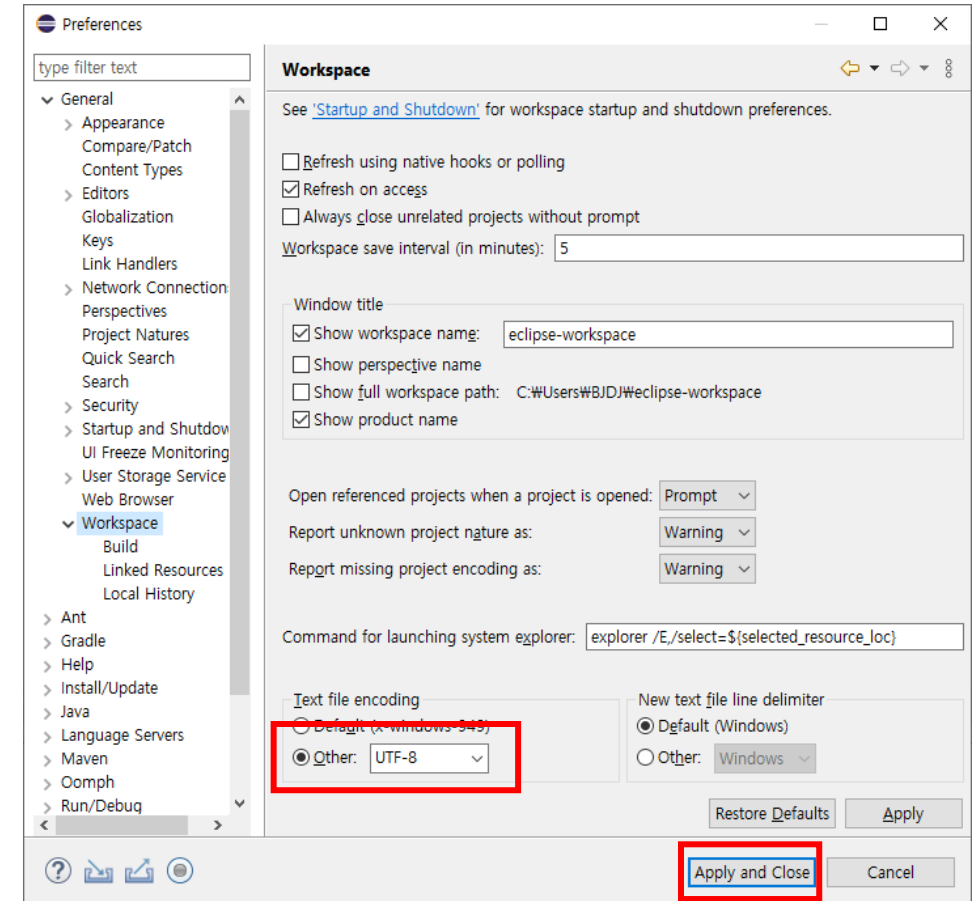 Preferences
type filter text
General
Appearance
Compare/Patch
Content Types
Editors
Globalization
Keys
Link Handlers
Network Connection
Perspectives
Project Natures
Quick Search
Search
Security
Startup and Shutdow
UI Freeze Monitoring
User Storage Service
Web Browser
Workspace
Build
Linked Resources
Local History
Ant
Gradle
Help
Install/Update
Java
Language Servers
Maven
Oomph
Run/Debug
Workspace
See 'Startup and Shutdown' for workspace startup and shutdown preferences.
Refresh using native hooks or polling
Refresh on access
Always close unrelated projects without prompt
Workspace save interval (in minutes): 5
Window title
Show workspace name: eclipse-workspace
Show perspective name
Show full workspace path: C:₩Users₩BJDJ₩eclipse-workspace
Show product name
Open referenced projects when a project is opened: Prompt
Report unknown project nature as: Warning
Report missing project encoding as: Warning
Command for launching system explorer: explorer /E,/select=${selected_resource_loc}
Text file encoding
Default (x-windows-949)
Other: UTF-8
New text file line delimiter
Default (Windows)
Other: Windows
Restore Defaults Apply
? Apply and Close Cancel